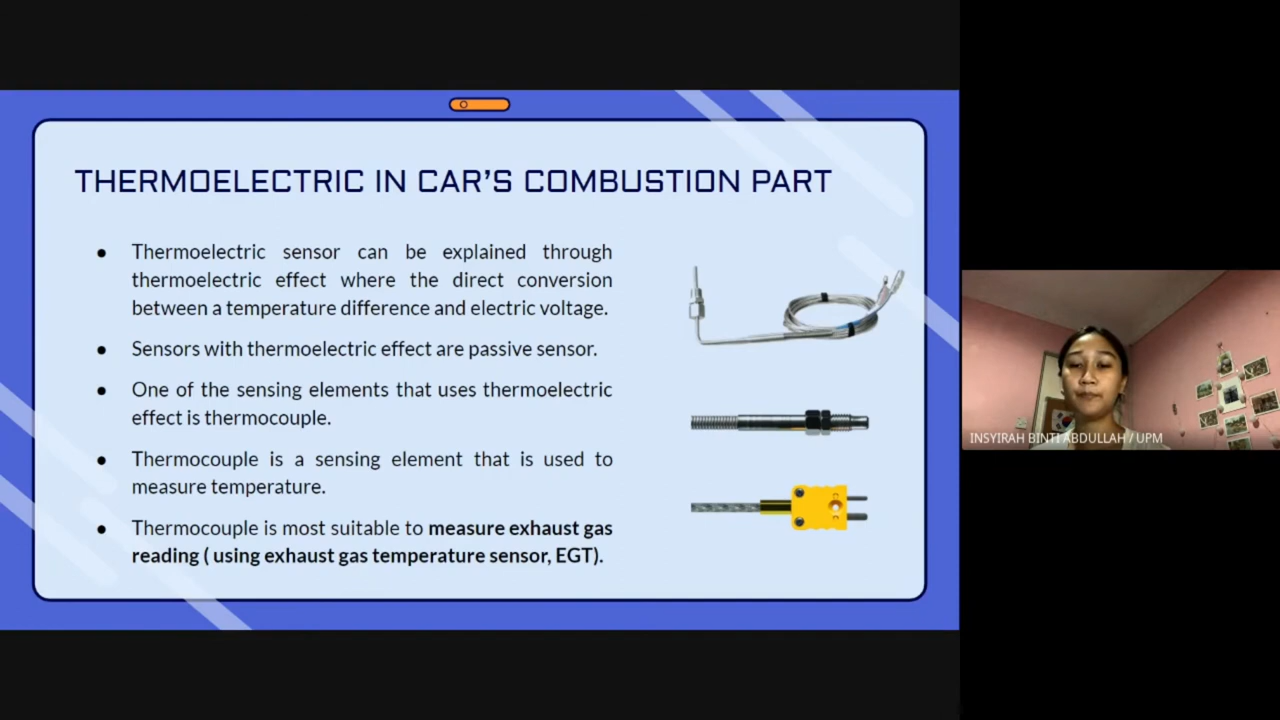 THERMOELECTRIC IN CAR'S COMBUSTION PART
● Thermoelectric sensor can be explained through
thermoelectric effect where the direct conversion
between a temperature difference and electric voltage.
● Sensors with thermoelectric effect are passive sensor.
● One of the sensing elements that uses thermoelectric
effect is thermocouple.
● Thermocouple is a sensing element that is used to
measure temperature.
● Thermocouple is most suitable to measure exhaust gas
reading ( using exhaust gas temperature sensor, EGT).
INSYIRAH BINTI ABDULLAH / UPM